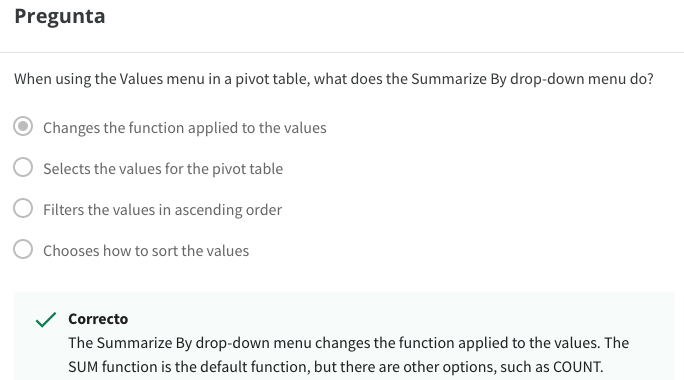 Pregunta
When using the Values menu in a pivot table, what does the Summarize By drop-down menu do?
Changes the function applied to the values
Selects the values for the pivot table
Filters the values in ascending order
Chooses how to sort the values
Correcto
The Summarize By drop-down menu changes the function applied to the values. The
SUM function is the default function, but there are other options, such as COUNT.